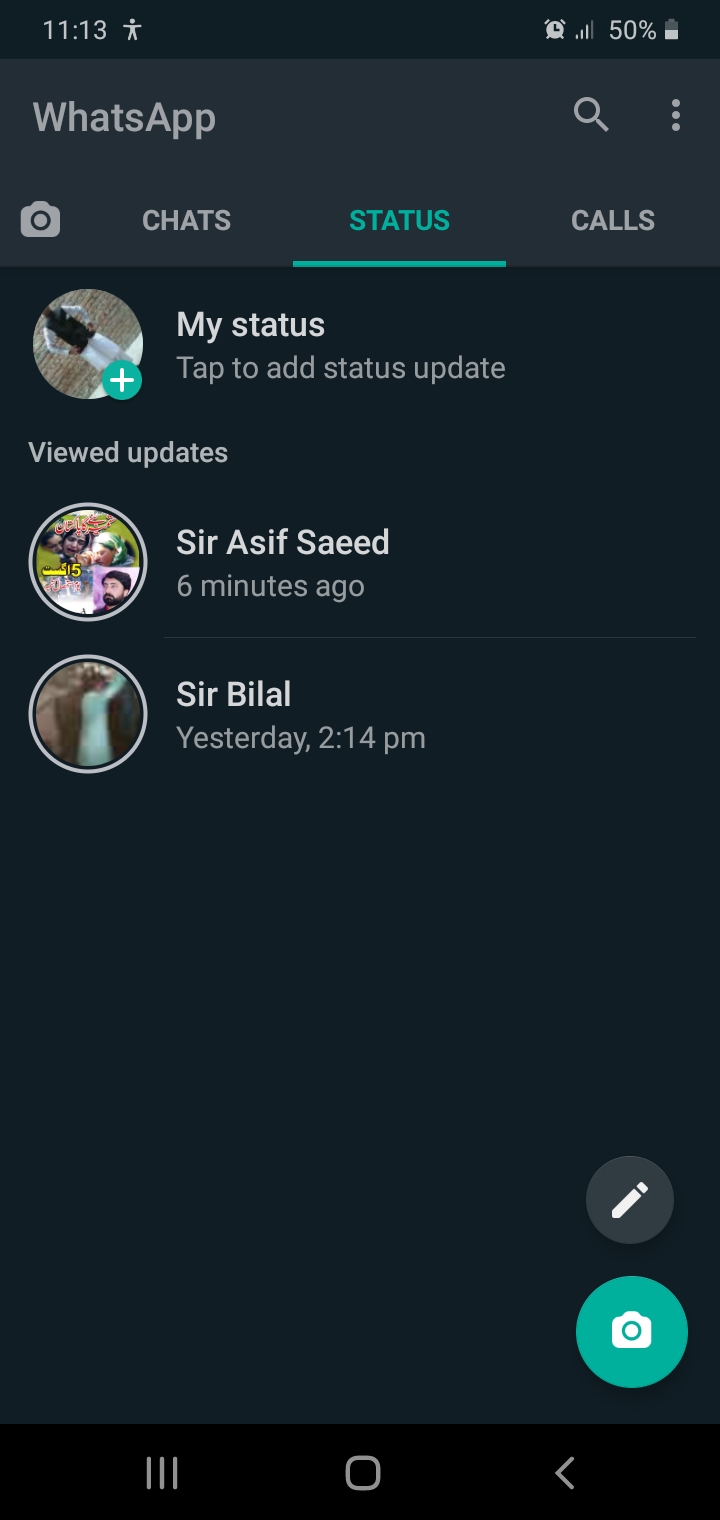 11:13
50%
WhatsApp
CHATS
STATUS
CALLS
My status
Tap to add status update
Viewed updates
Sir Asif Saeed
6 minutes ago
5اگست
Sir Bilal
Yesterday, 2:14 pm